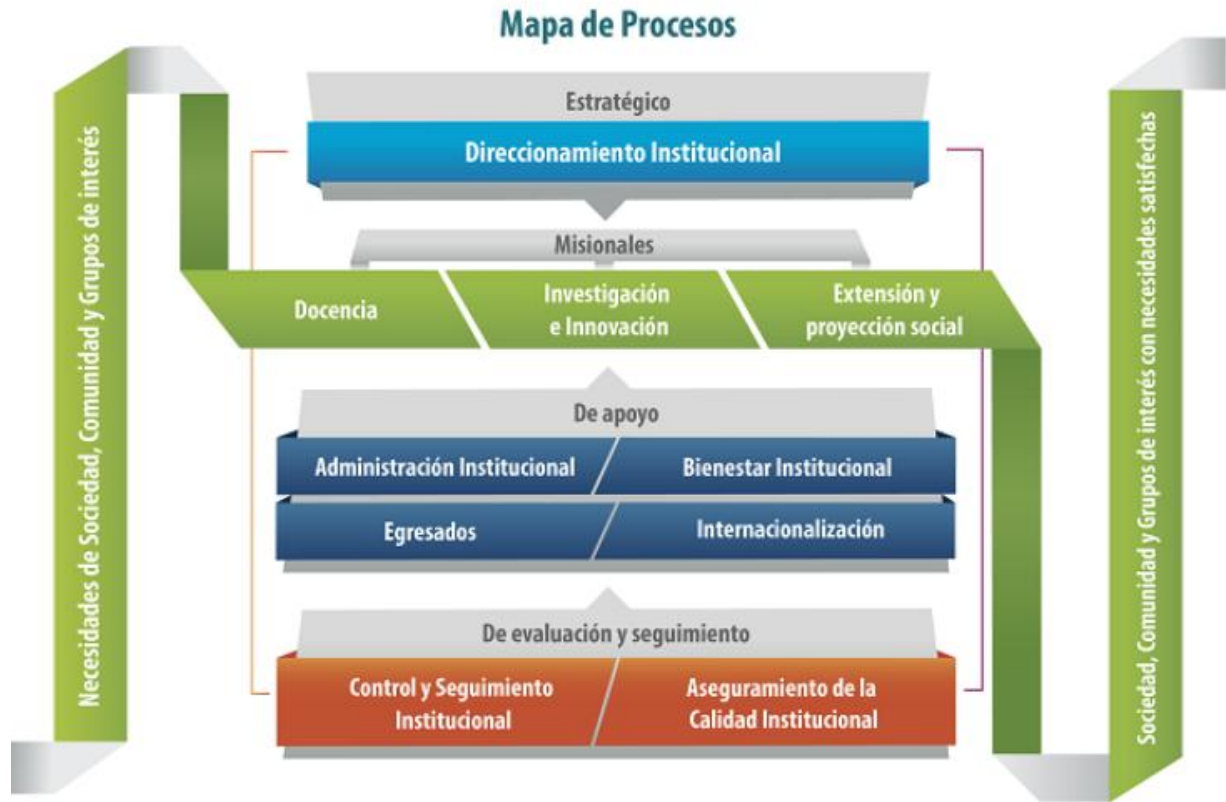 Mapa de Procesos
Necesidades de Sociedad, Comunidad y Grupos de interés
Estratégico
Direccionamiento Institucional
Misionales
Docencia
Investigación
e Innovación
Extensión y
proyección social
De apoyo
Administración Institucional
Bienestar Institucional
Egresados
Internacionalización
De evaluación y seguimiento
Control y Seguimiento
Institucional
Aseguramiento de la
Calidad Institucional
Sociedad, Comunidad y Grupos de interés con necesidades satisfechas